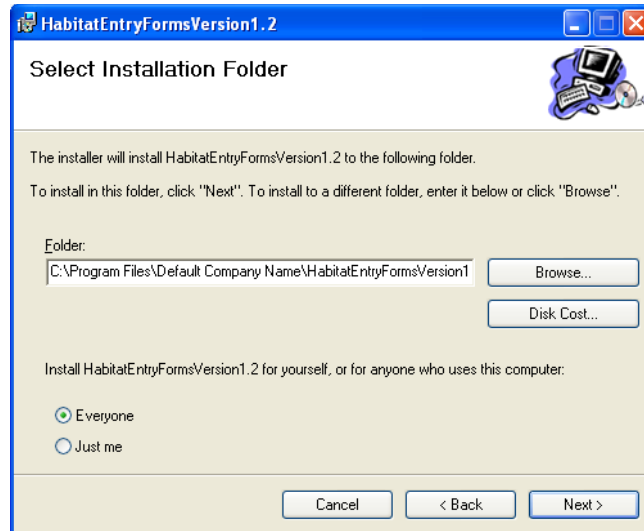 HabitatEntryFormsVersion1.2
Select Installation Folder
The installer will install HabitatEntryFormsVersion1.2 to the following folder.
To install in this folder, click "Next". To install to a different folder, enter it below or click "Browse".
Folder:
C:\Program Files\Default Company Name\HabitatEntryFormsVersion1
Browse...
Disk Cost...
Install HabitatEntryFormsVersion1.2 for yourself, or for anyone who uses this computer:
Everyone
Just me
Cancel
< Back
Next >